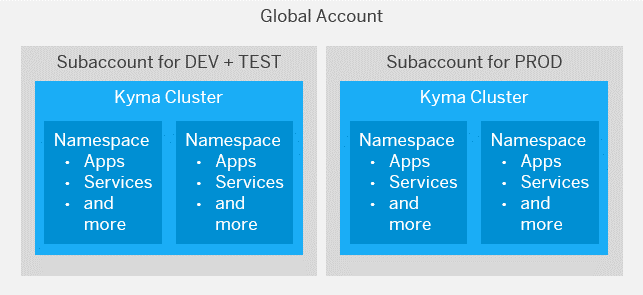 Global Account
Subaccount for DEV + TEST
Kyma Cluster
Namespace
• Apps
• Services
• and
more
Namespace
• Apps
• Services
• and
more
Subaccount for PROD
Kyma Cluster
Namespace
• Apps
• Services
• and
more
Namespace
• Apps
• Services
• and
more